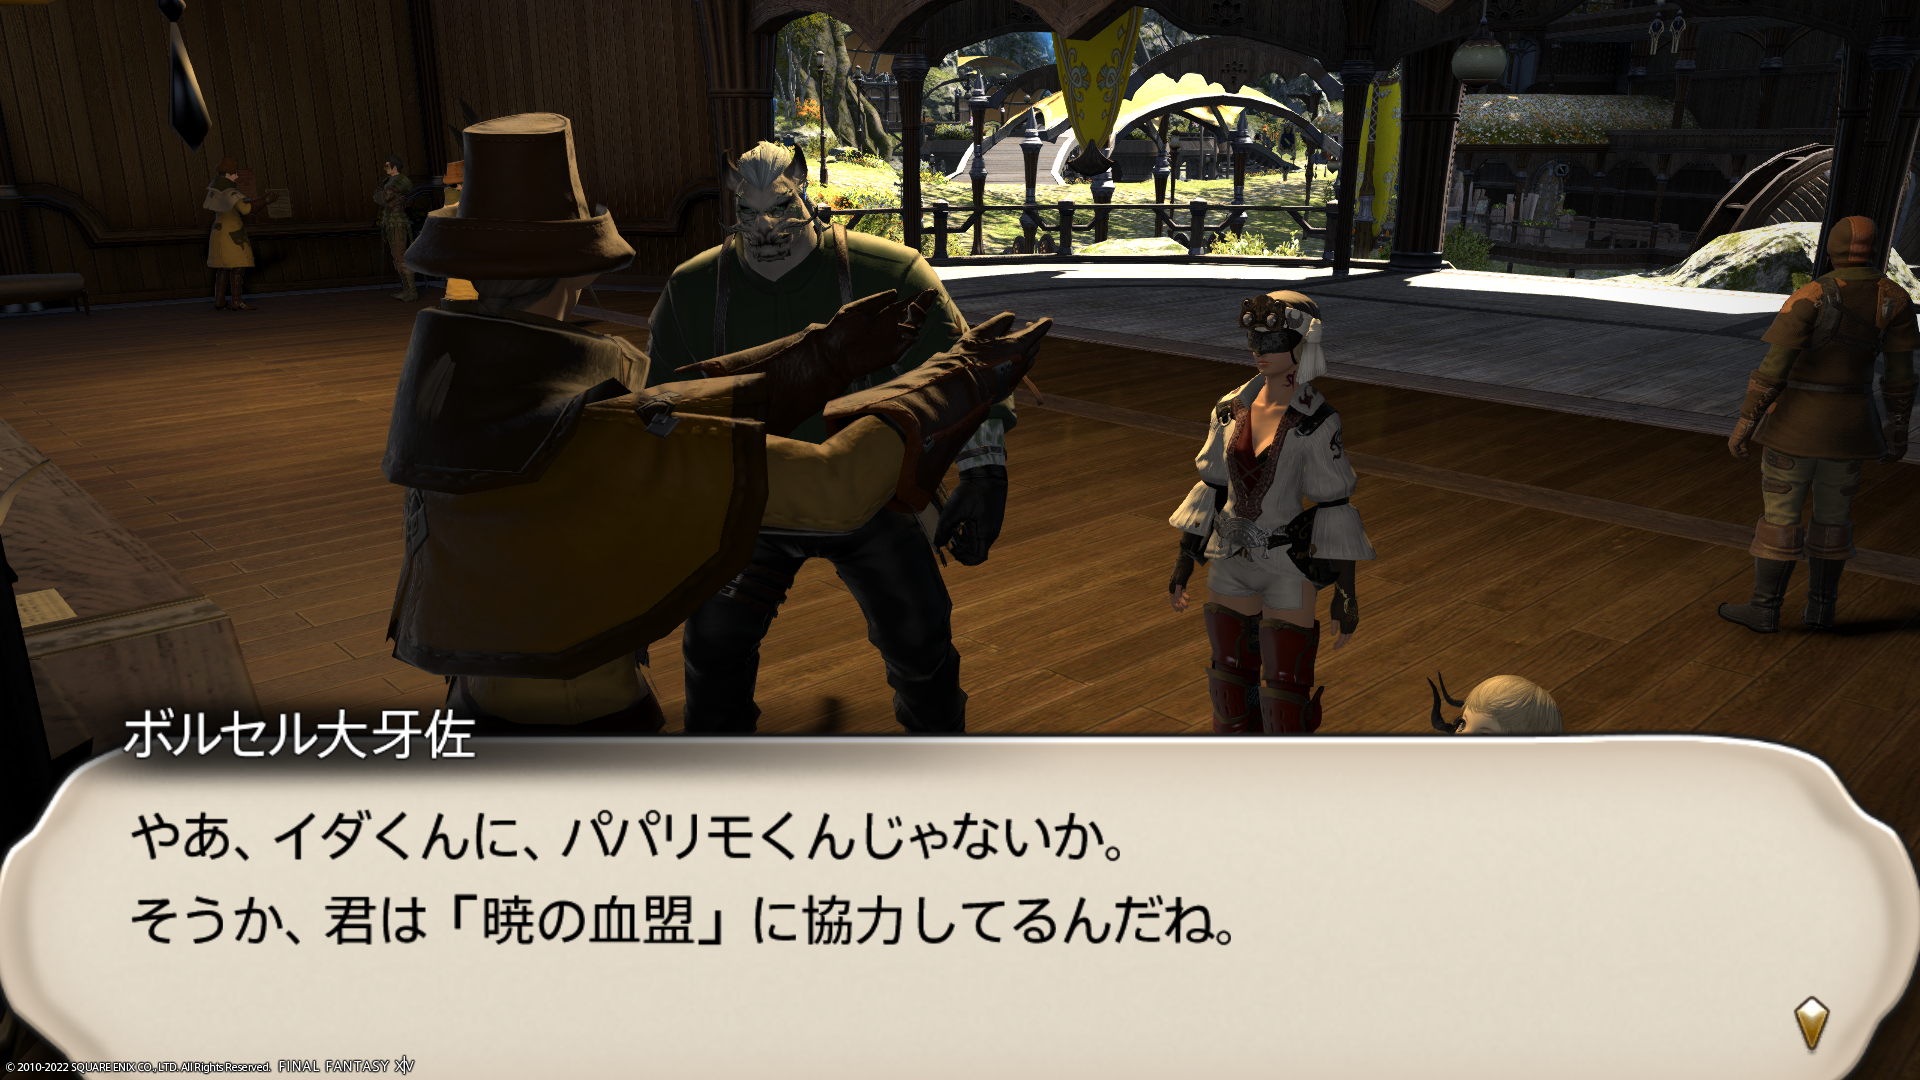 ボルセル大牙佐
やあ、イダくんに、パパリモくんじゃないか。
そうか、君は「暁の血盟」に協力してるんだね。
© 2010-2022 SQUARE ENIX CO., LTD. All Rights Reserved. FINAL FANTASY XIV